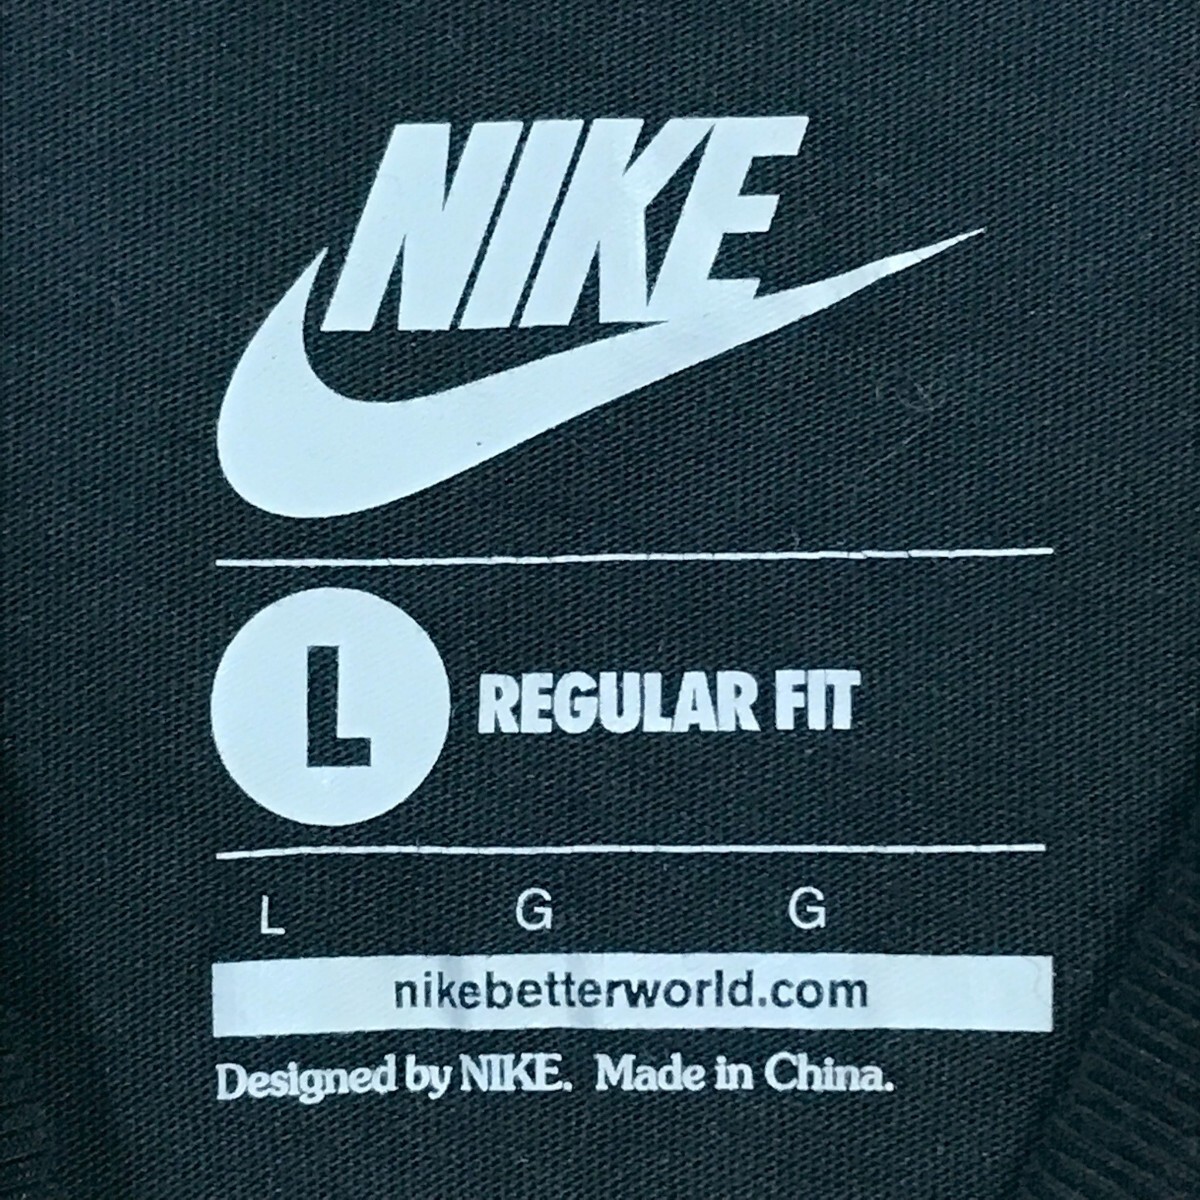 NIKE
L REGULAR FIT
L G G
nikebetterworld.com
Designed by NIKE. Made in China.